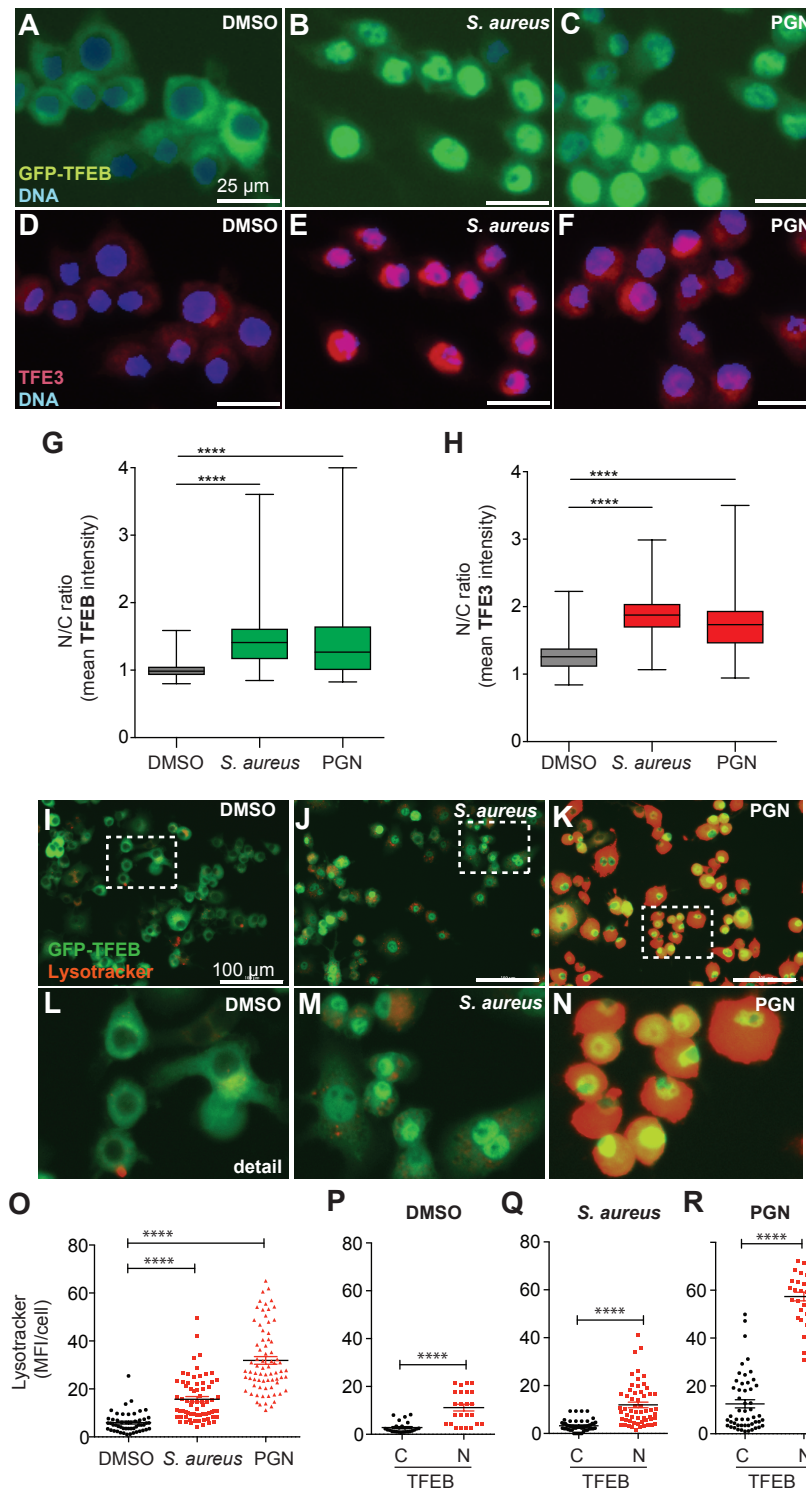 A DMSO
B S. aureus
C PGN
GFP-TFEB
DNA
25 µm
D DMSO
E S. aureus
F PGN
TFE3
DNA
G
N/C ratio
(mean TFEB intensity)
4
3
2
1
0
****
****
DMSO S. aureus PGN
H
N/C ratio
(mean TFE3 intensity)
4
3
2
1
0
****
****
DMSO S. aureus PGN
I DMSO
J S. aureus
K PGN
GFP-TFEB
Lysotracker
100 µm
L DMSO
detail
M S. aureus
N PGN
O
Lysotracker
(MFI/cell)
80
60
40
20
0
****
****
DMSO S. aureus PGN
P DMSO
80
60
40
20
0
****
C N
TFEB
Q S. aureus
80
60
40
20
0
****
C N
TFEB
R PGN
80
60
40
20
0
****
C N
TFEB